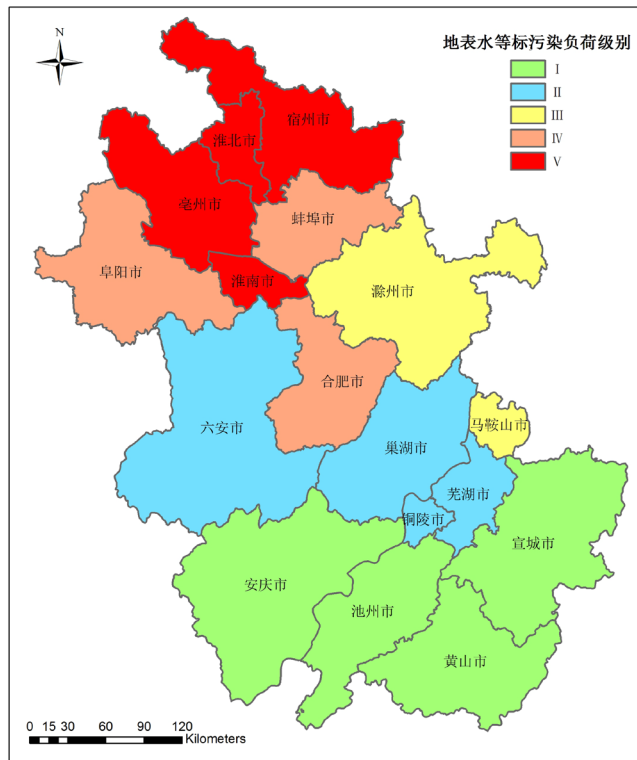 N
地表水等标污染负荷级别
I
II
III
IV
V
宿州市
淮北市
亳州市
蚌埠市
阜阳市
淮南市
滁州市
合肥市
六安市
马鞍山市
巢湖市
芜湖市
铜陵市
宣城市
安庆市
池州市
黄山市
0 15 30 60 90 120
Kilometers